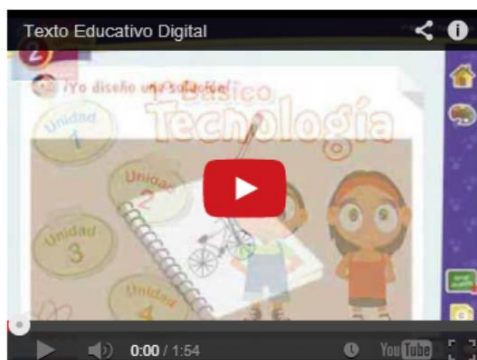 Texto Educativo Digital
2
¡Yo diseño una solución!
1º Básico
Tecnología
Unidad
1
Unidad
2
Unidad
3
Unidad
4
0:00 / 1:54
YouTube